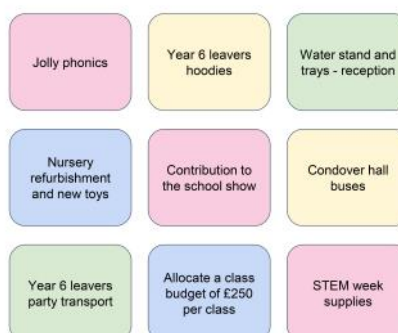 Jolly phonics
Year 6 leavers
hoodies
Water stand and
trays - reception
Nursery
refurbishment
and new toys
Contribution to
the school show
Condover hall
buses
Year 6 leavers
party transport
Allocate a class
budget of £250
per class
STEM week
supplies